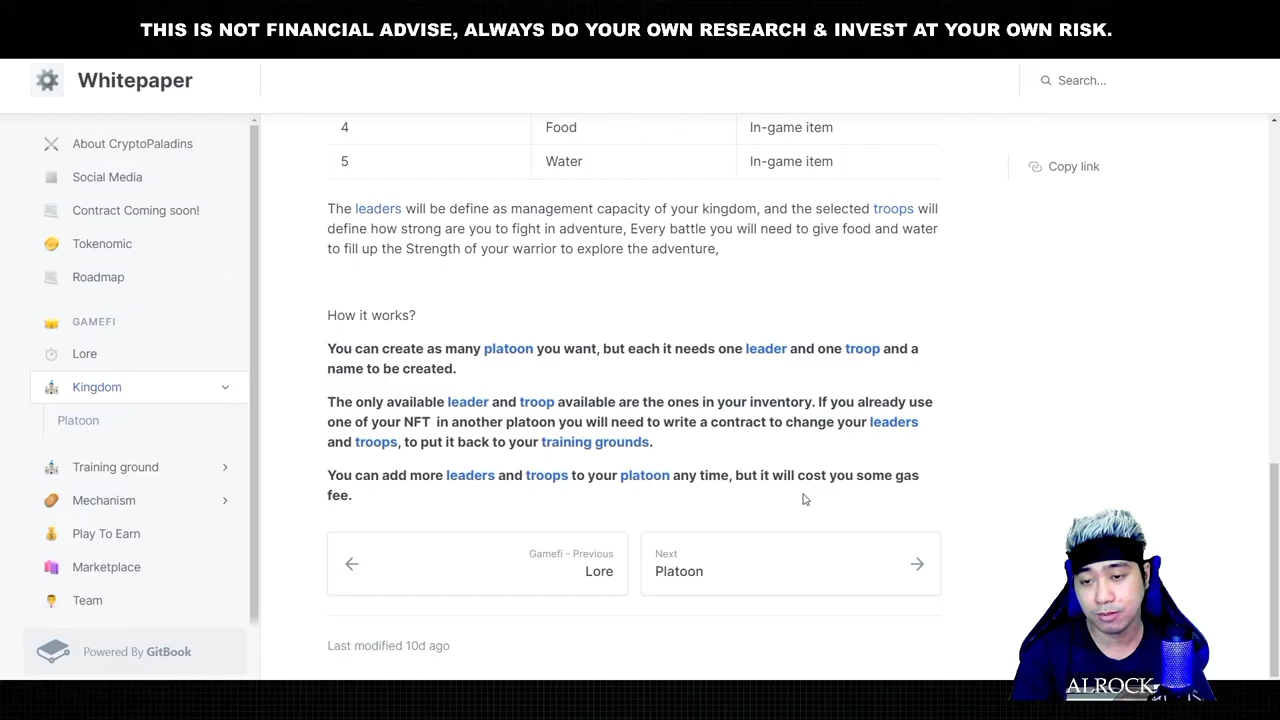 THIS IS NOT FINANCIAL ADVISE, ALWAYS DO YOUR OWN RESEARCH & INVEST AT YOUR OWN RISK.
Whitepaper
Search...
About CryptoPaladins
Social Media
Contract Coming soon!
Tokenomic
Roadmap
GAMEFI
Lore
Kingdom
Platoon
Training ground
Mechanism
Play To Earn
Marketplace
Team
Powered By GitBook
4 Food In-game item
5 Water In-game item
Copy link
The leaders will be define as management capacity of your kingdom, and the selected troops will
define how strong are you to fight in adventure, Every battle you will need to give food and water
to fill up the Strength of your warrior to explore the adventure,
How it works?
You can create as many platoon you want, but each it needs one leader and one troop and a
name to be created.
The only available leader and troop available are the ones in your inventory. If you already use
one of your NFT in another platoon you will need to write a contract to change your leaders
and troops, to put it back to your training grounds.
You can add more leaders and troops to your platoon any time, but it will cost you some gas
fee.
Gamefi - Previous
Lore
Next
Platoon
Last modified 10d ago
ALROCK